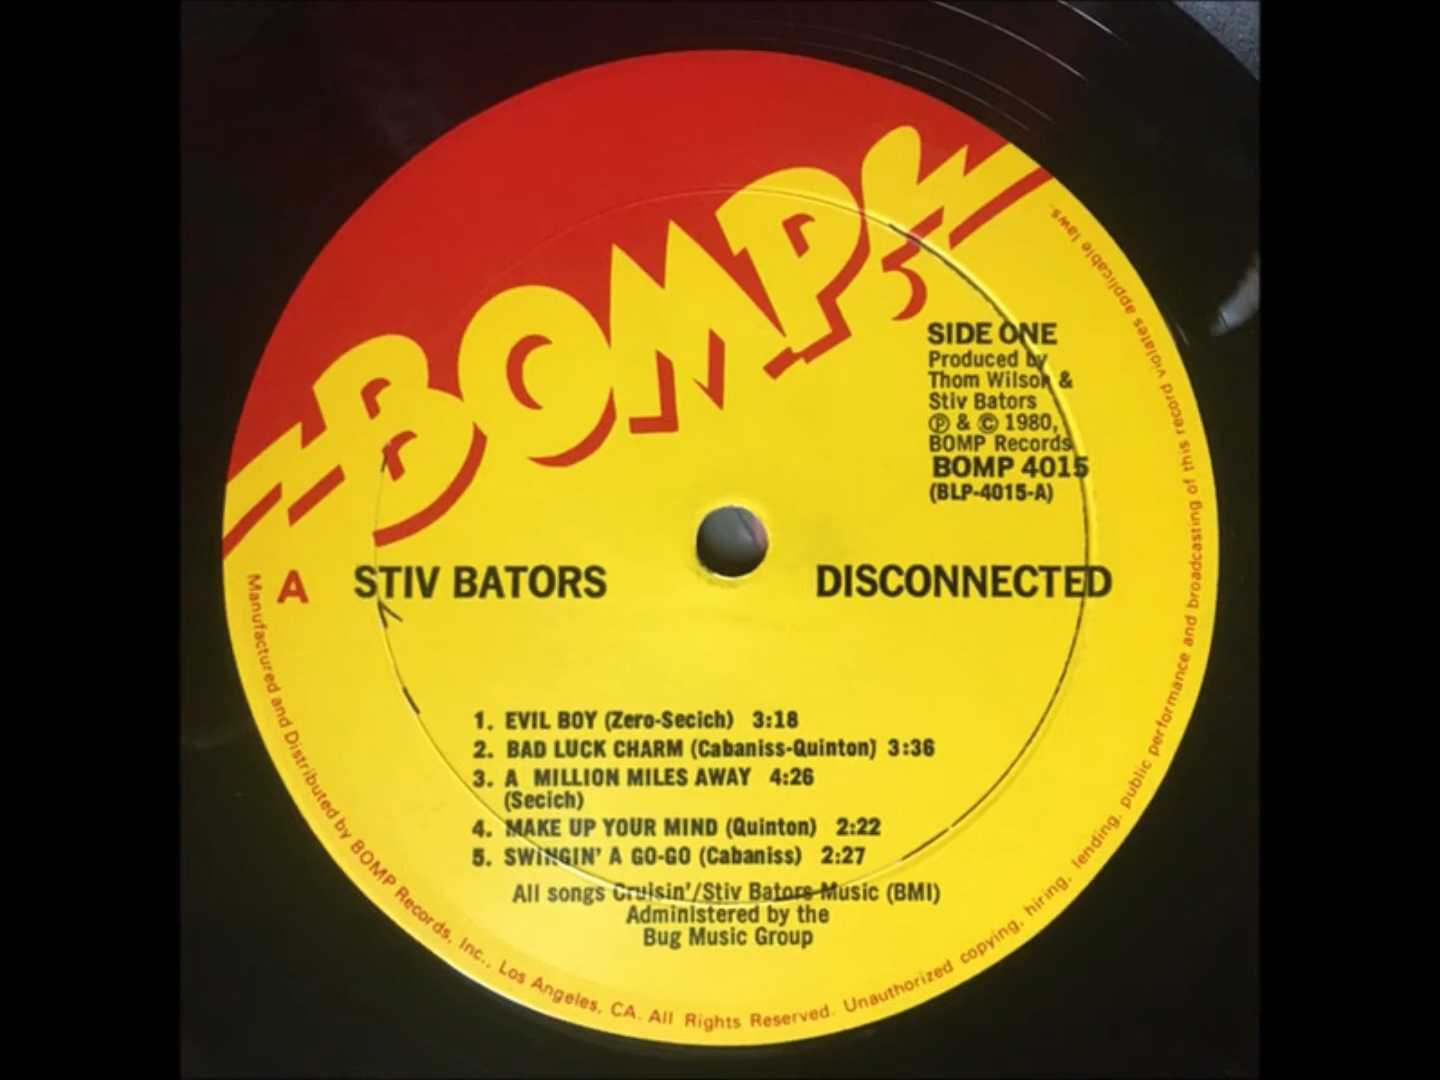 BOMP
SIDE ONE
Produced by
Thom Wilson &
Stiv Bators
℗ & © 1980,
BOMP Records
BOMP 4015
(BLP-4015-A)
A STIV BATORS DISCONNECTED
1. EVIL BOY (Zero-Secich) 3:18
2. BAD LUCK CHARM (Cabaniss-Quinton) 3:36
3. A MILLION MILES AWAY 4:26
(Secich)
4. MAKE UP YOUR MIND (Quinton) 2:22
5. SWINGIN' A GO-GO (Cabaniss) 2:27
All songs Cruisin'/Stiv Bators Music (BMI)
Administered by the
Bug Music Group
Manufactured and Distributed by BOMP Records, Inc., Los Angeles, CA. All Rights Reserved. Unauthorized copying, hiring, lending, public performance and broadcasting of this record violates applicable laws.